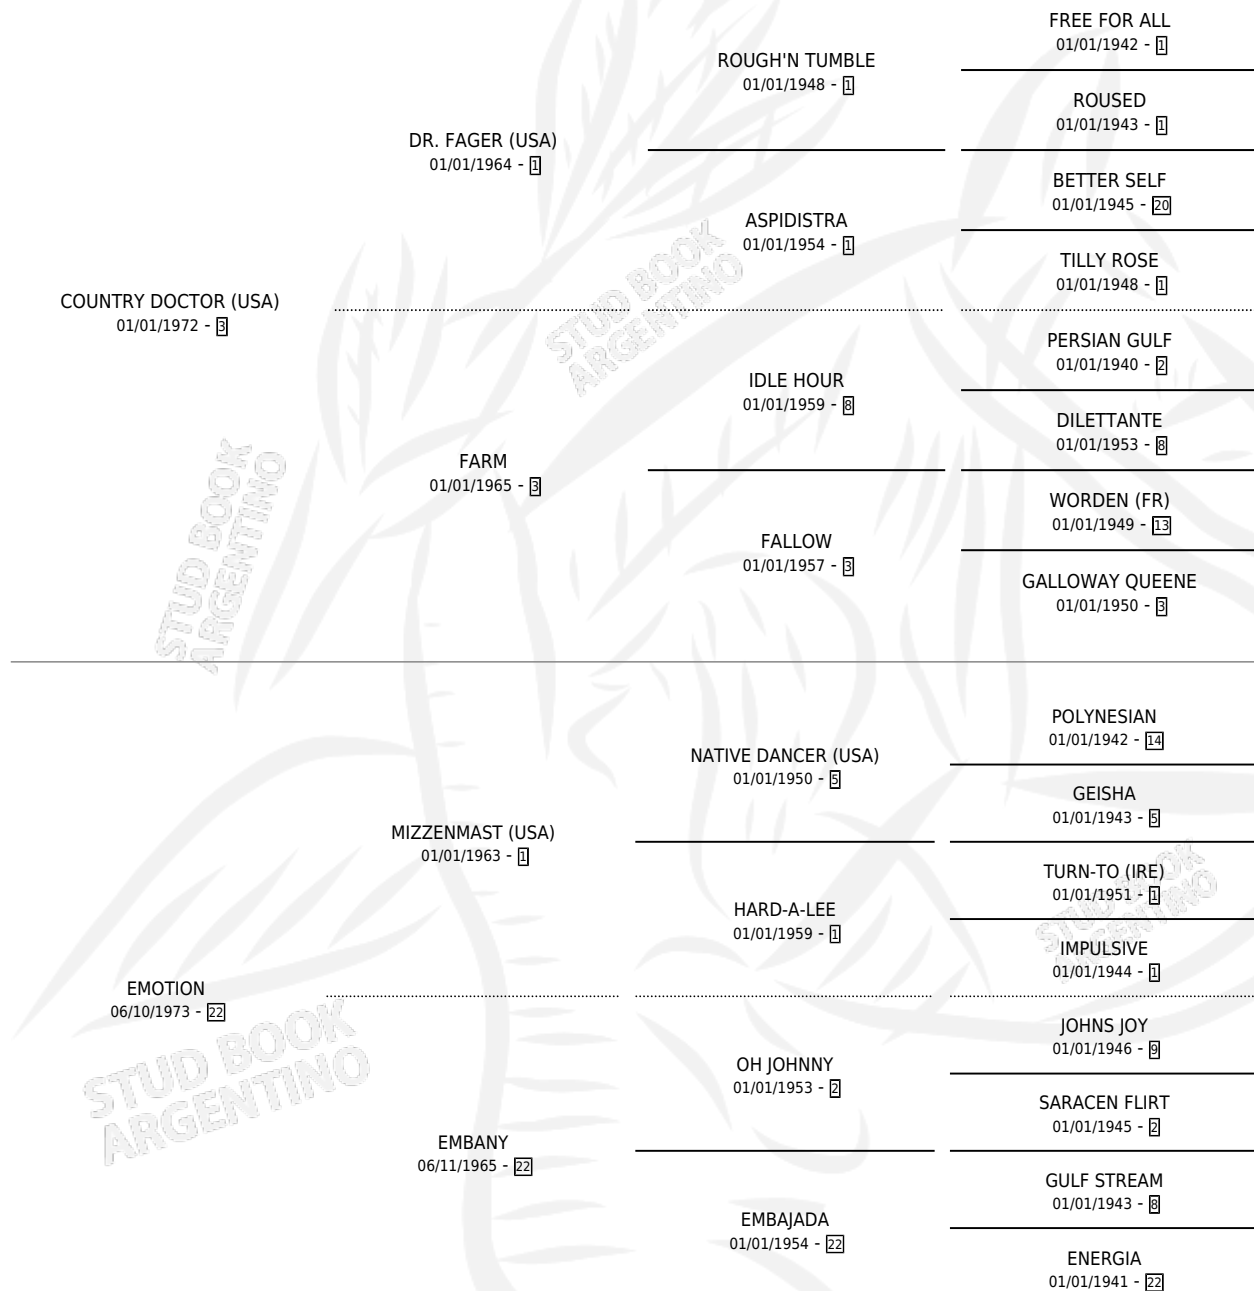 FREE FOR ALL
01/01/1942 - 1
ROUGH'N TUMBLE
01/01/1948 - 1
ROUSED
01/01/1943 - 1
DR. FAGER (USA)
01/01/1964 - 1
BETTER SELF
01/01/1945 - 20
ASPIDISTRA
01/01/1954 - 1
TILLY ROSE
01/01/1948 - 1
COUNTRY DOCTOR (USA)
01/01/1972 - 3
PERSIAN GULF
01/01/1940 - 2
IDLE HOUR
01/01/1959 - 8
DILETTANTE
01/01/1953 - 8
FARM
01/01/1965 - 3
WORDEN (FR)
01/01/1949 - 13
FALLOW
01/01/1957 - 3
GALLOWAY QUEENE
01/01/1950 - 3
STUD BOOK
ARGENTINO
STUD BOOK
ARGENTINO
POLYNESIAN
01/01/1942 - 14
NATIVE DANCER (USA)
01/01/1950 - 5
GEISHA
01/01/1943 - 5
MIZZENMAST (USA)
01/01/1963 - 1
TURN-TO (IRE)
01/01/1951 - 1
HARD-A-LEE
01/01/1959 - 1
IMPULSIVE
01/01/1944 - 1
STUD BOOK
ARGENTINO
EMOTION
06/10/1973 - 22
JOHNS JOY
01/01/1946 - 9
OH JOHNNY
01/01/1953 - 2
SARACEN FLIRT
01/01/1945 - 2
EMBANY
06/11/1965 - 22
GULF STREAM
01/01/1943 - 8
EMBAJADA
01/01/1954 - 22
ENERGIA
01/01/1941 - 22
STUD BOOK
ARGENTINO